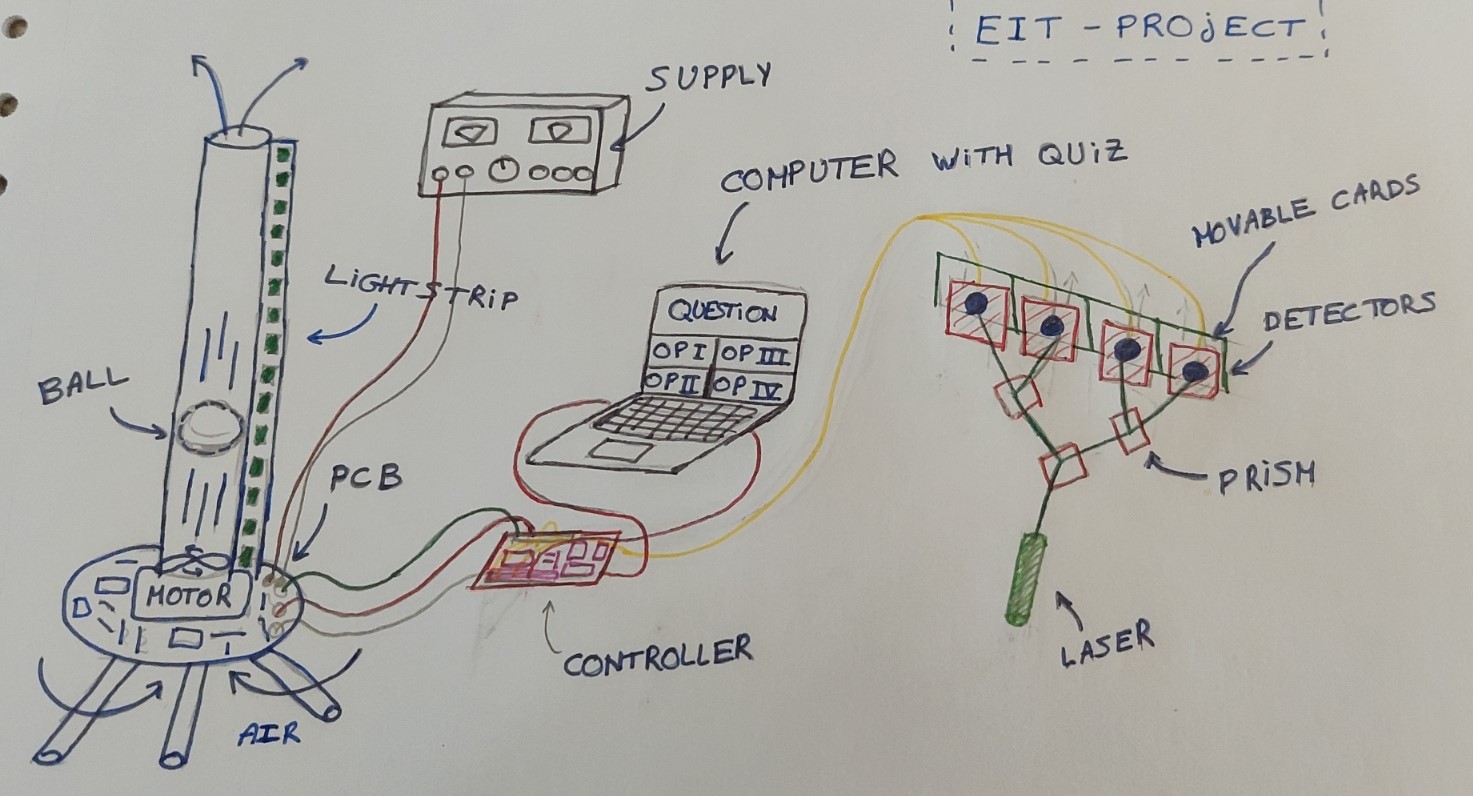 EIT - PROjECT
SUPPLY
COMPUTER WiTH QUiZ
MOVABLE CARDS
LiGHTSTRiP
QUESTiON
OP I OP III
OP II OP IV
DETECTORS
BALL
PCB
PRiSM
MOTOR
CONTROLLER
LASER
AIR